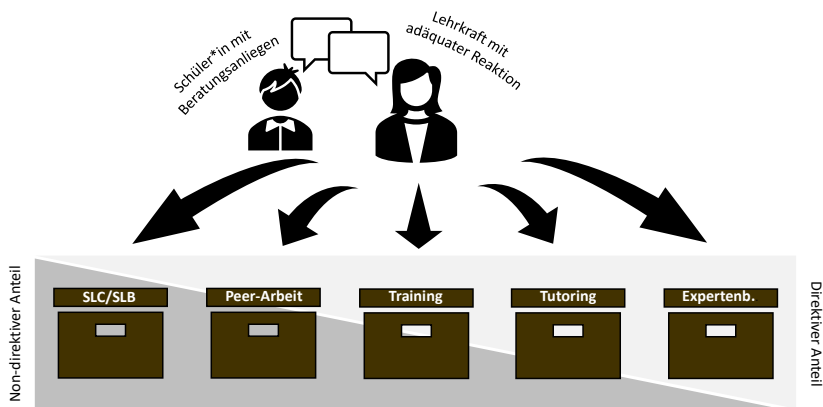 Schüler*in mit
Beratungsanliegen
Lehrkraft mit
adäquater Reaktion
Non-direktiver Anteil
SLC/SLB
Peer-Arbeit
Training
Tutoring
Expertenb.
Direktiver Anteil